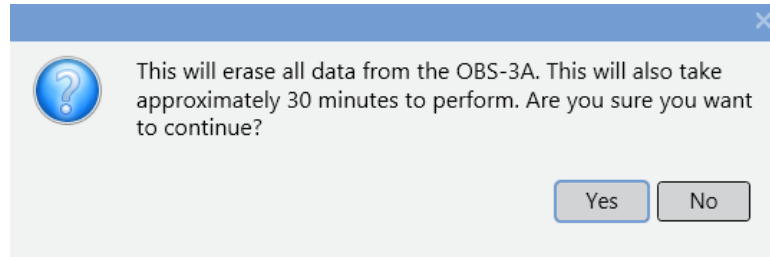 This will erase all data from the OBS-3A. This will also take
approximately 30 minutes to perform. Are you sure you want
to continue?
Yes No